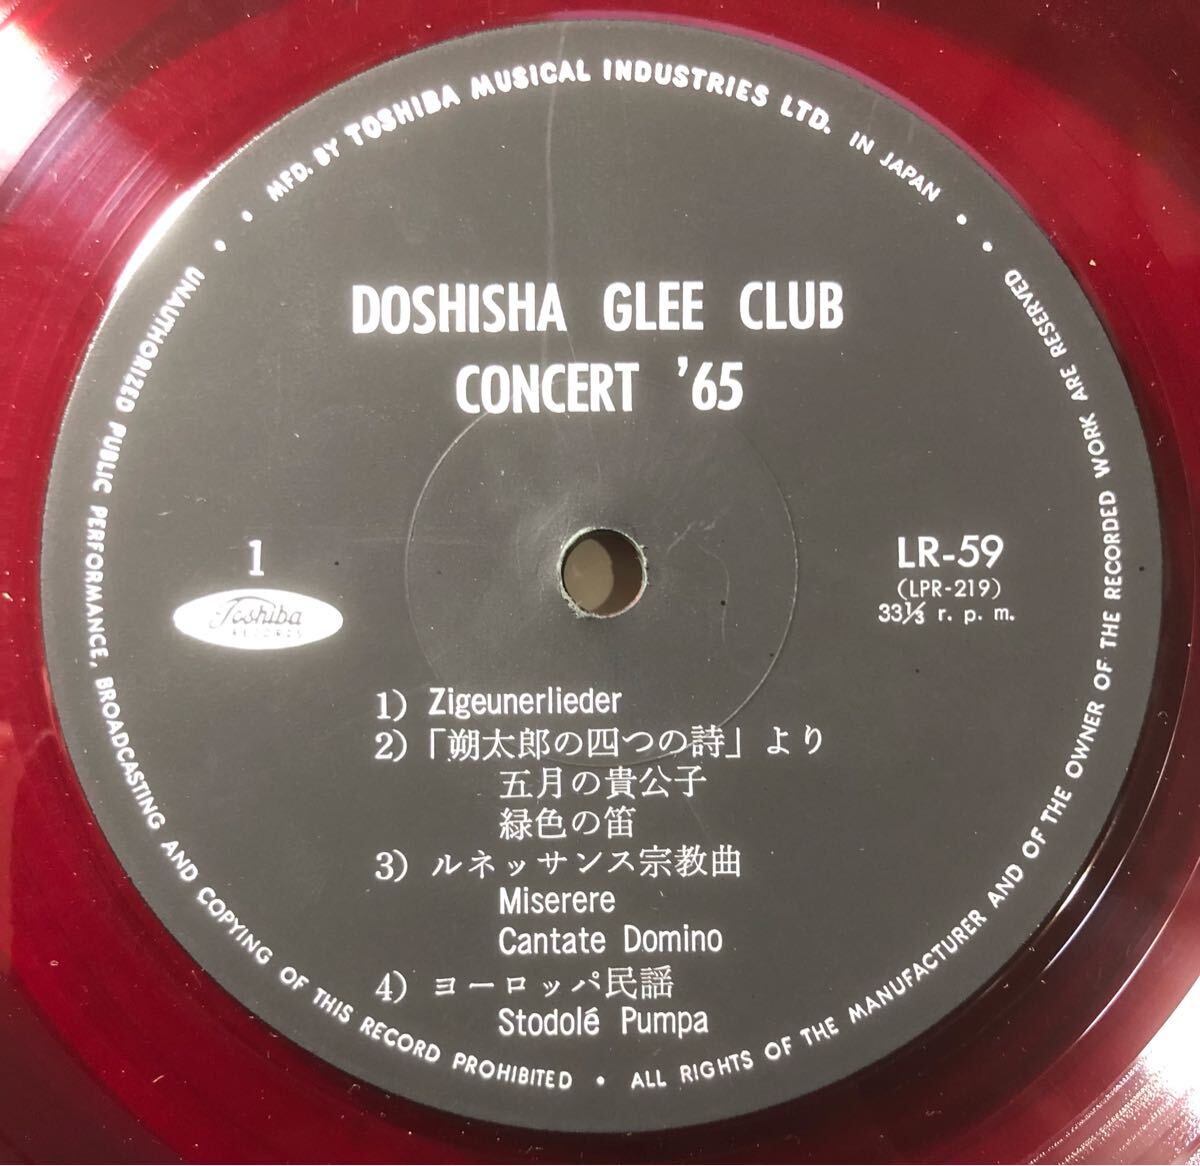 MFD. BY TOSHIBA MUSICAL INDUSTRIES LTD. IN JAPAN
DOSHISHA GLEE CLUB
CONCERT '65
1
Toshiba
RECORDS
LR-59
(LPR-219)
33⅓ r. p. m.
1) Zigeunerlieder
2)「朔太郎の四つの詩」より
五月の貴公子
緑色の笛
3) ルネッサンス宗教曲
Miserere
Cantate Domino
4) ヨーロッパ民謡
Stodolé Pumpa
UNAUTHORIZED PUBLIC PERFORMANCE, BROADCASTING AND COPYING OF THIS RECORD PROHIBITED • ALL RIGHTS OF THE MANUFACTURER AND OF THE OWNER OF THE RECORDED WORK ARE RESERVED